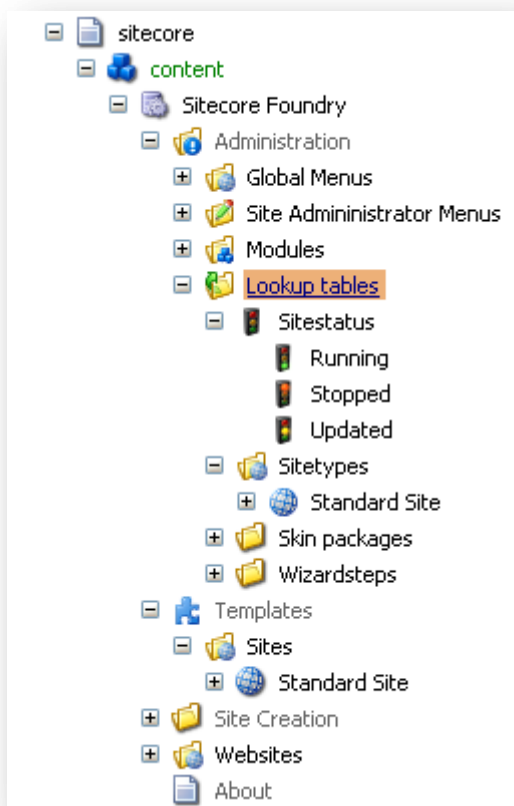 sitecore
content
Sitecore Foundry
Administration
Global Menus
Site Admininistrator Menus
Modules
Lookup tables
Sitestatus
Running
Stopped
Updated
Sitetypes
Standard Site
Skin packages
Wizardsteps
Templates
Sites
Standard Site
Site Creation
Websites
About